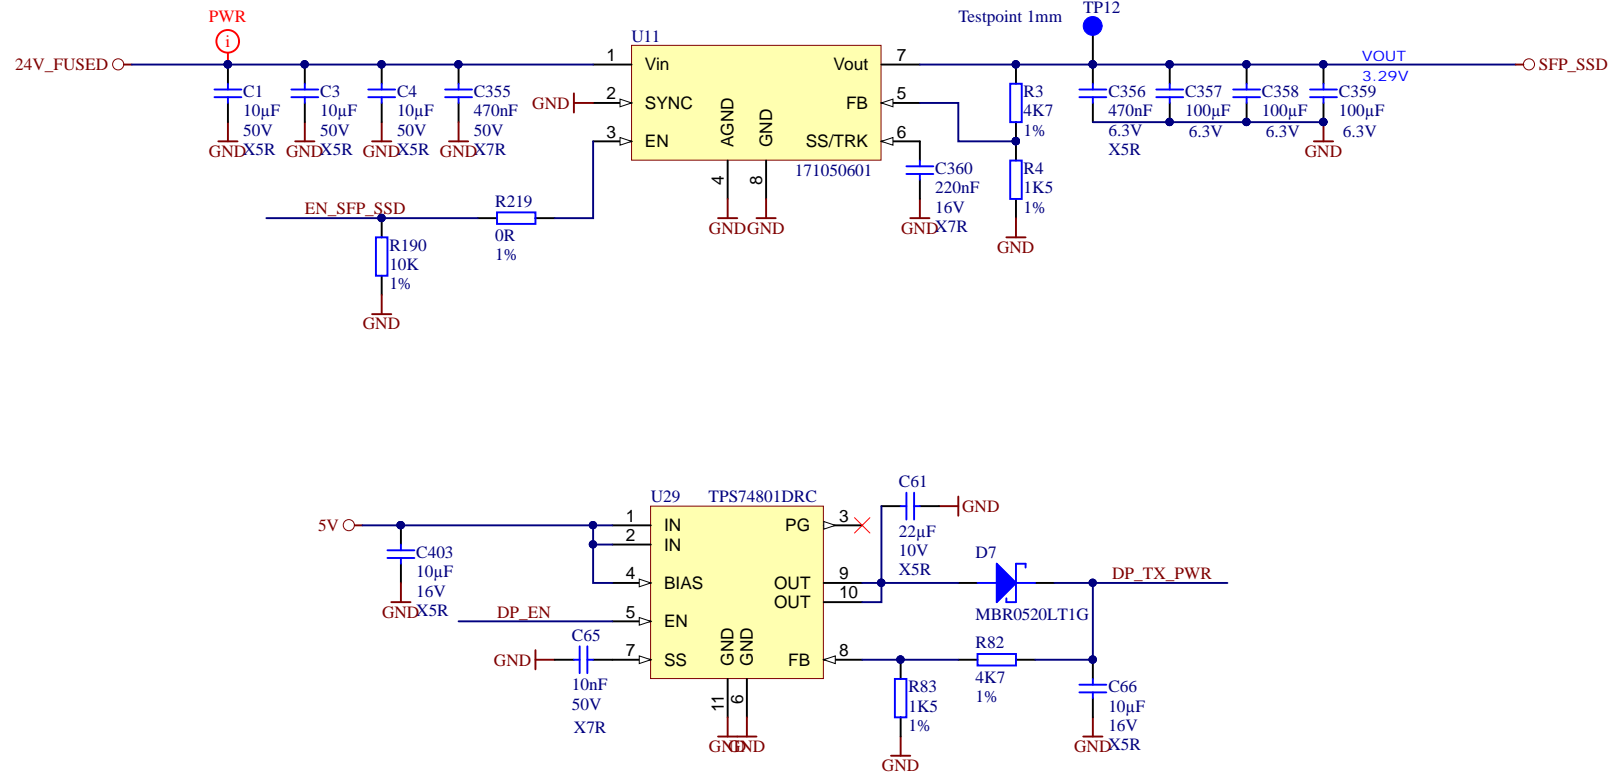 PWR
i
24V_FUSED
C1
10µF
50V
X5R
GND
C3
10µF
50V
X5R
GND
C4
10µF
50V
X5R
GND
C355
470nF
50V
X7R
GND
U11
1
Vin
GND
2
SYNC
3
EN
AGND
GND
4
8
GND
GND
Vout
7
FB
5
SS/TRK
6
171050601
C360
220nF
16V
X7R
GND
EN_SFP_SSD
R219
0R
1%
R190
10K
1%
GND
Testpoint 1mm
TP12
R3
4K7
1%
R4
1K5
1%
GND
C356
470nF
6.3V
X5R
C357
100µF
6.3V
C358
100µF
6.3V
C359
100µF
6.3V
GND
VOUT
3.29V
SFP_SSD
U29
TPS74801DRC
5V
C403
10µF
16V
X5R
GND
1
IN
2
IN
4
BIAS
DP_EN
5
EN
GND
C65
10nF
50V
X7R
7
SS
GND
GND
11
6
GND
GND
PG
3
OUT
9
OUT
10
FB
8
C61
22µF
10V
X5R
GND
D7
MBR0520LT1G
DP_TX_PWR
R82
4K7
1%
R83
1K5
1%
GND
C66
10µF
16V
X5R
GND